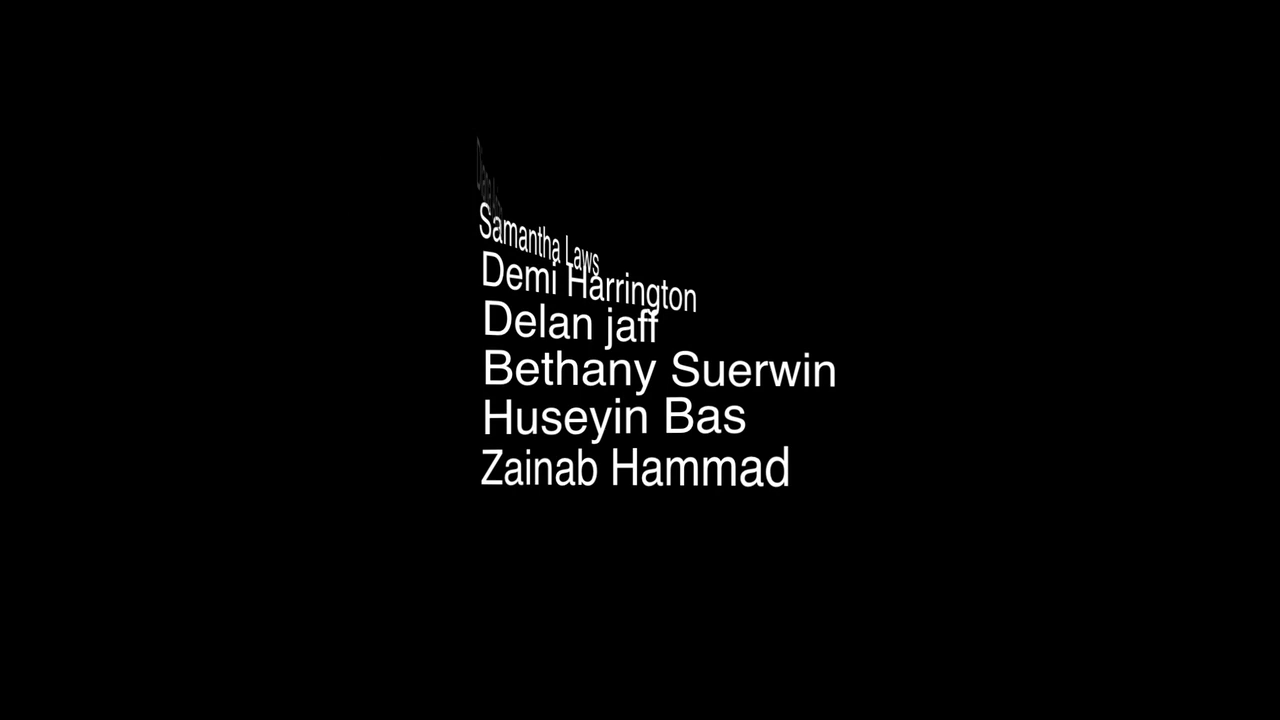 Samantha Laws
Demi Harrington
Delan jaff
Bethany Suerwin
Huseyin Bas
Zainab Hammad